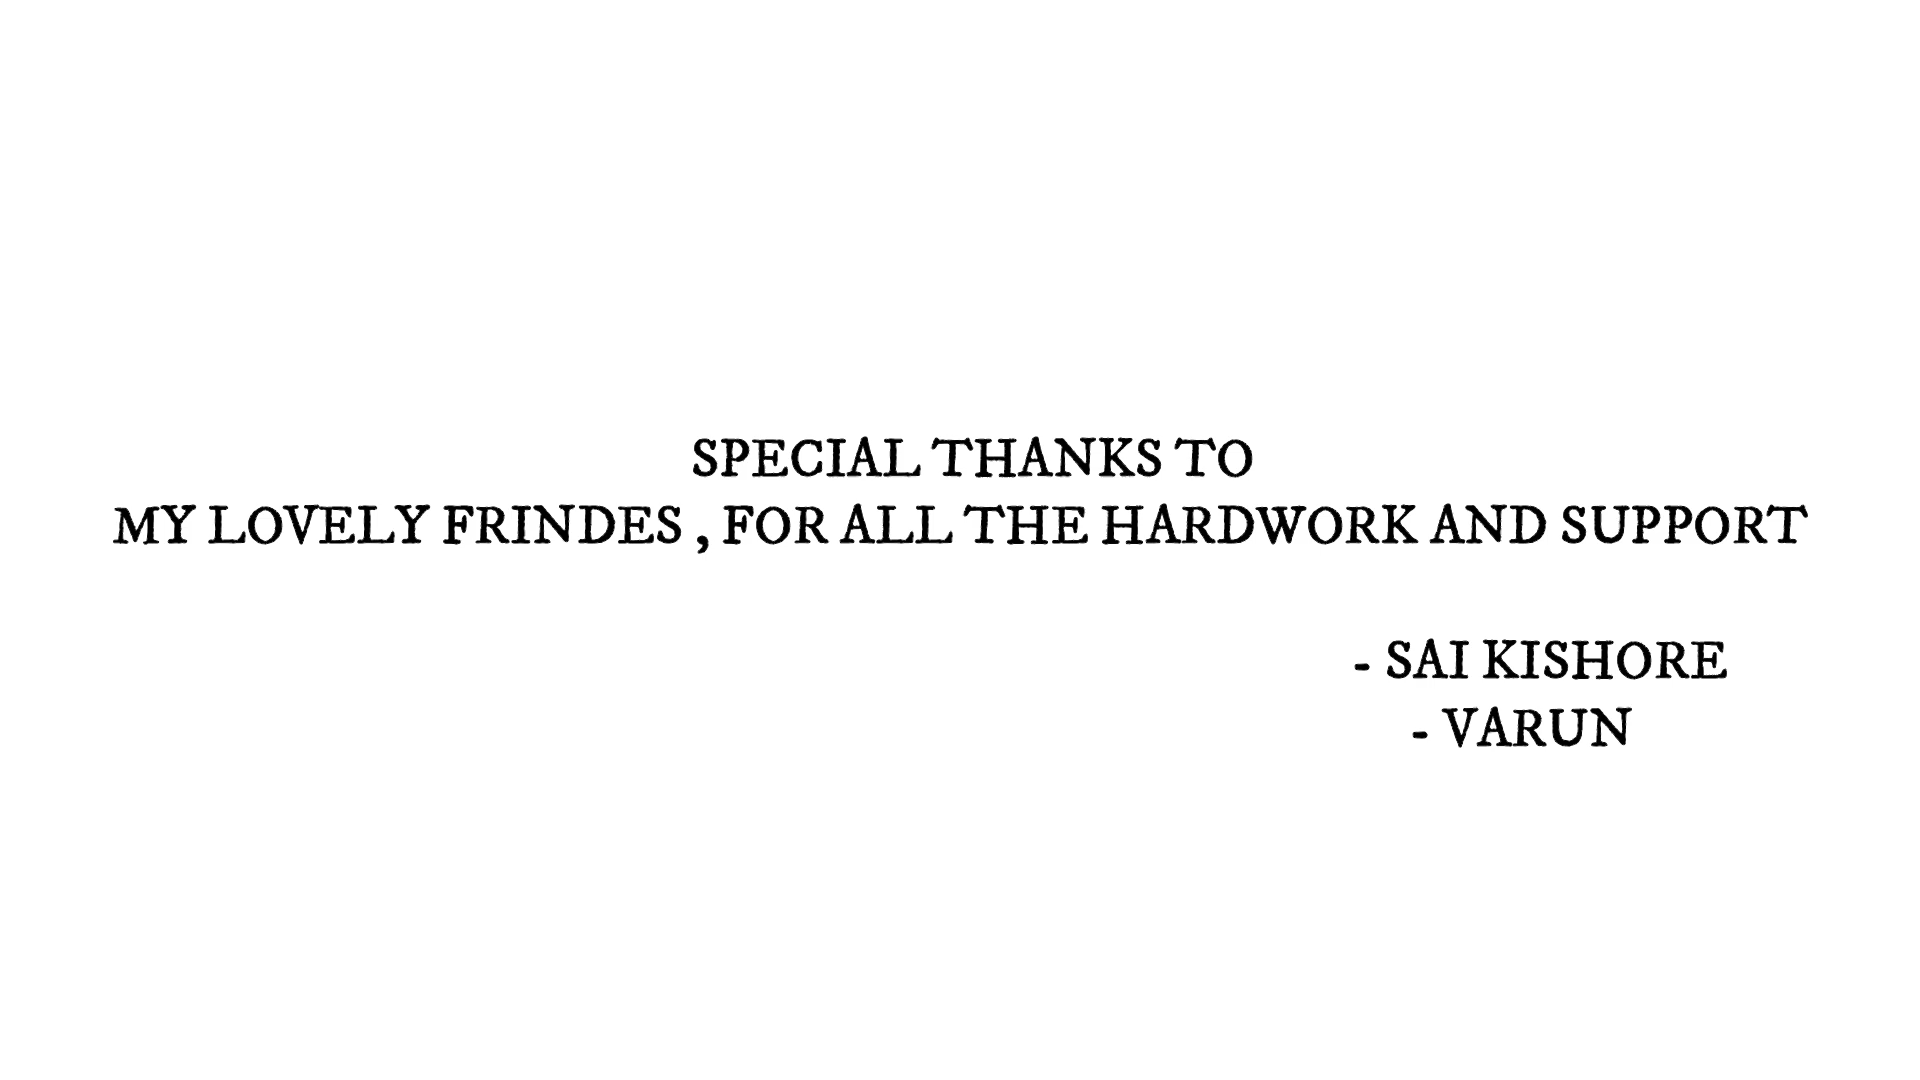 SPECIAL THANKS TO
MY LOVELY FRINDES , FOR ALL THE HARDWORK AND SUPPORT
- SAI KISHORE
- VARUN